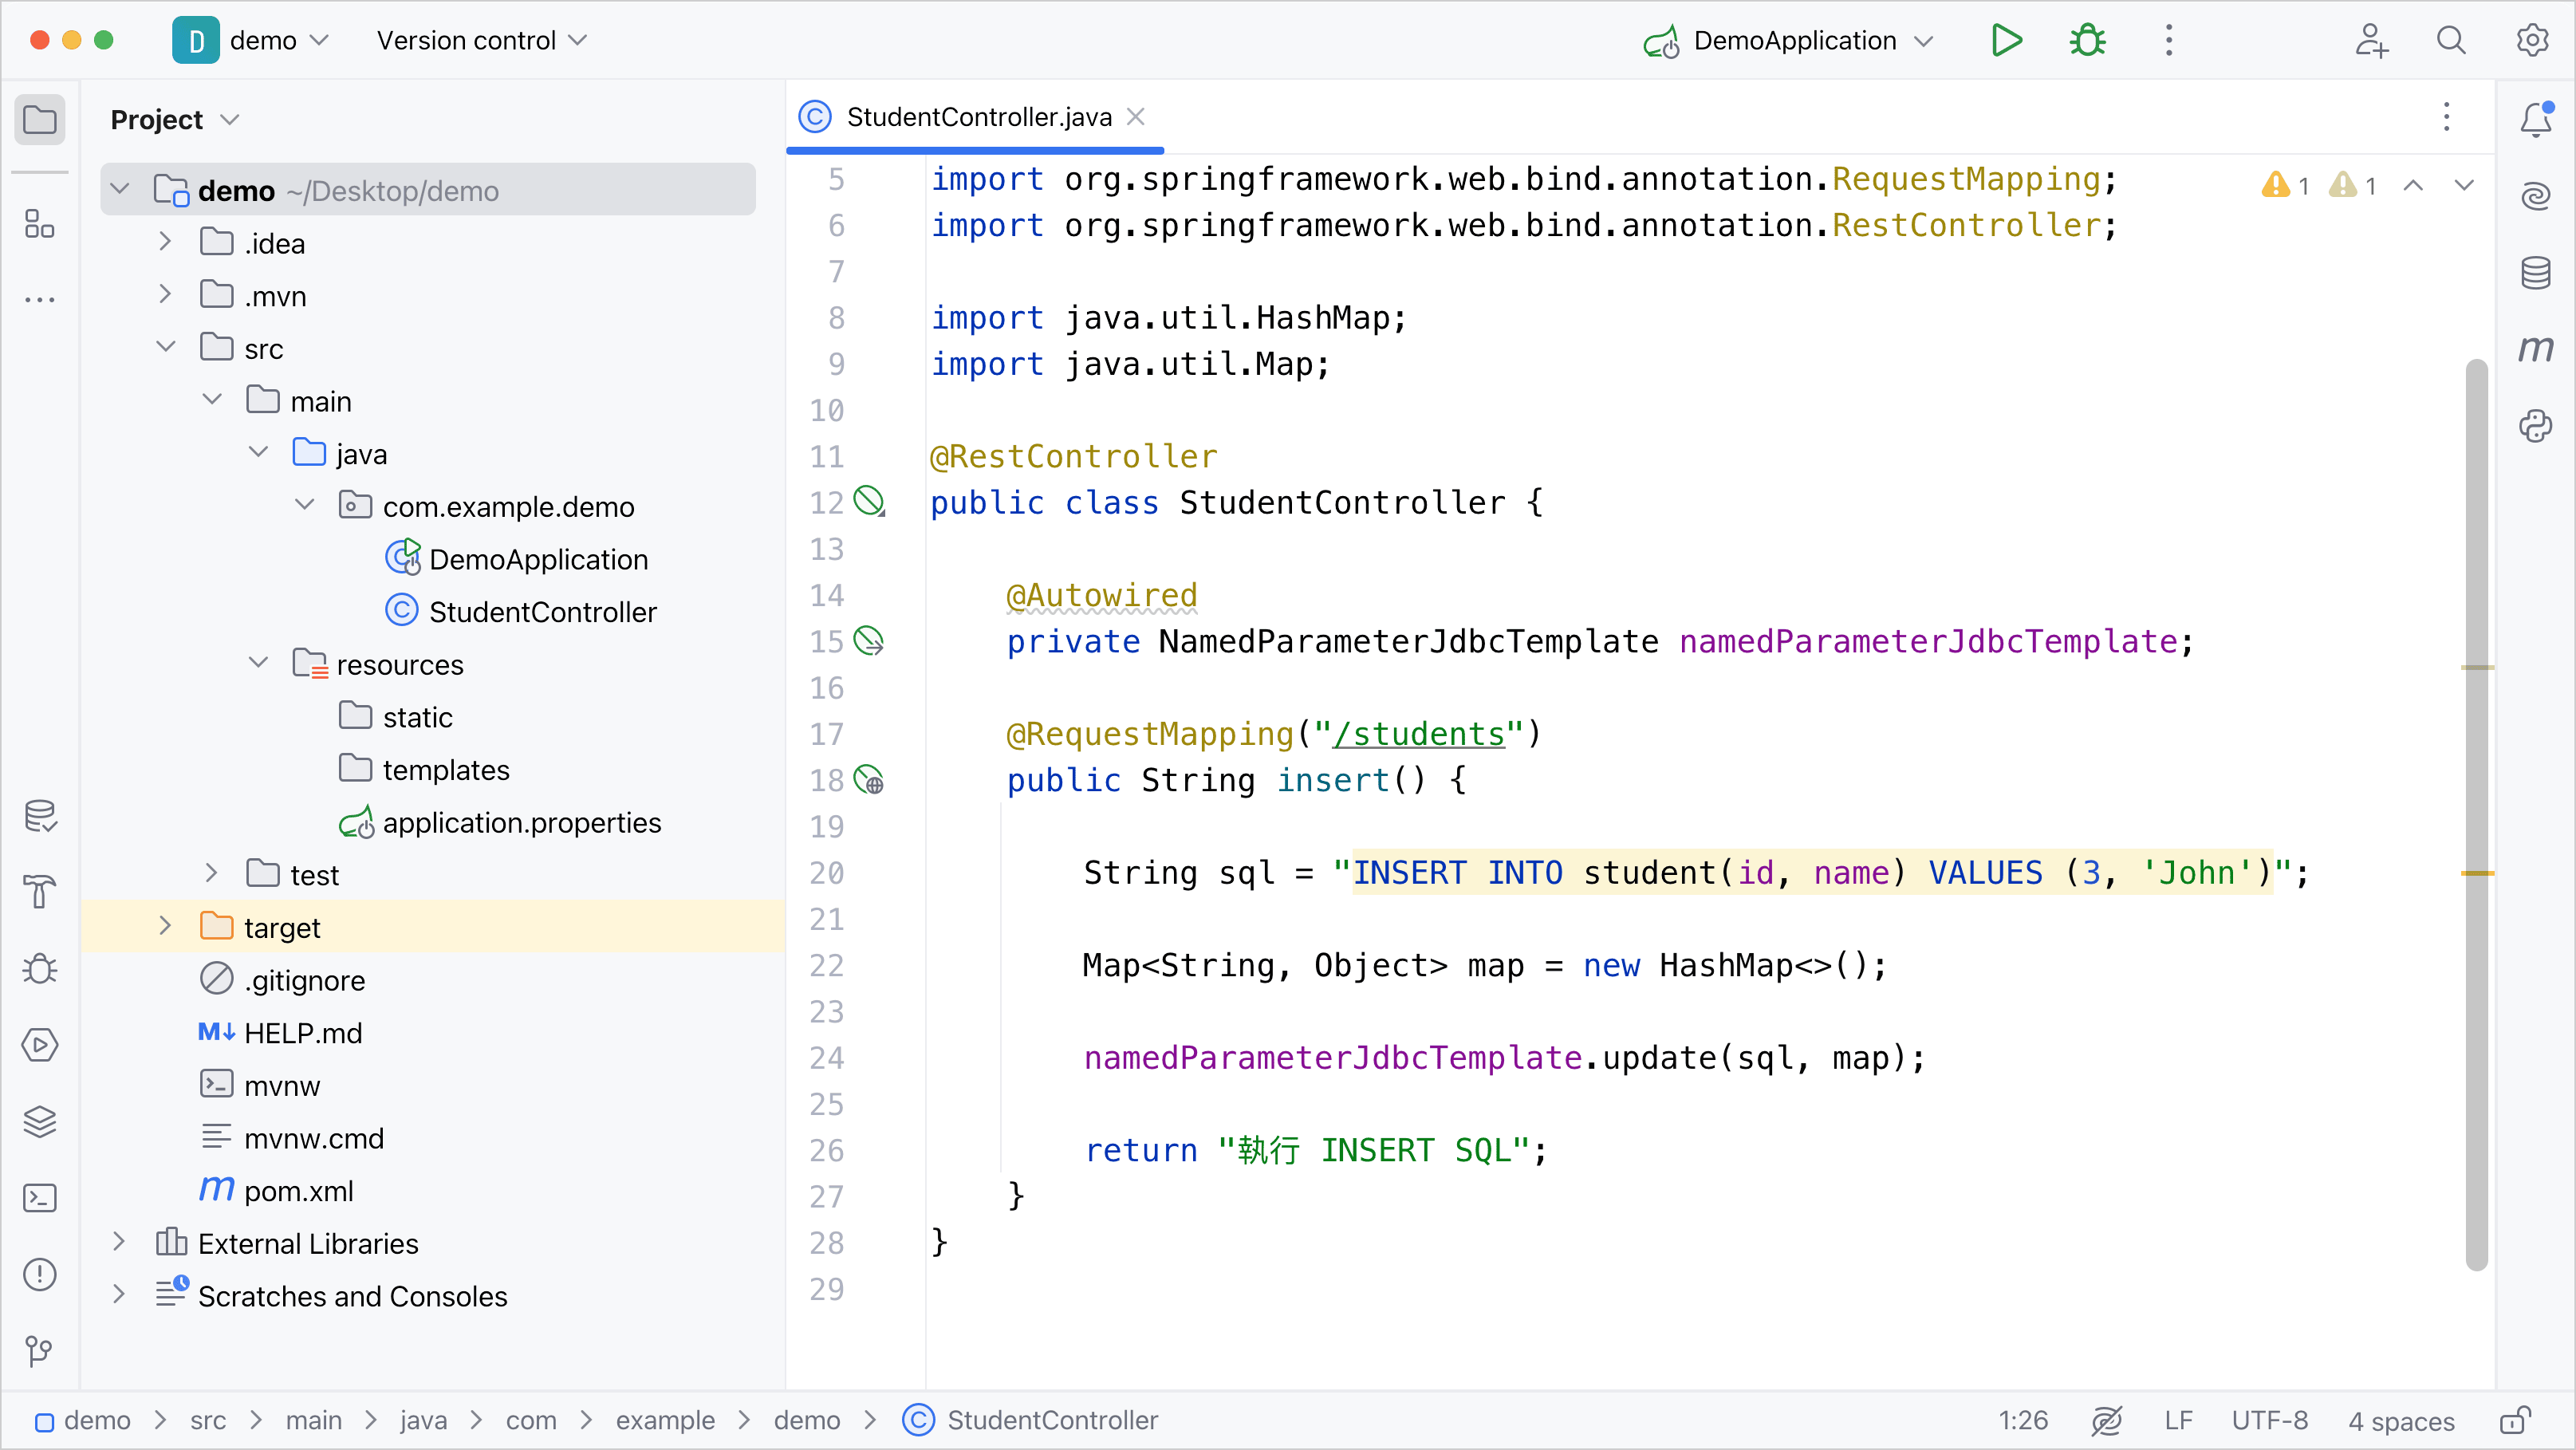 D demo Version control DemoApplication
Project
demo ~/Desktop/demo
.idea
.mvn
src
main
java
com.example.demo
DemoApplication
StudentController
resources
static
templates
application.properties
test
target
.gitignore
M↓ HELP.md
mvnw
mvnw.cmd
m pom.xml
External Libraries
Scratches and Consoles
StudentController.java
1 1
5 import org.springframework.web.bind.annotation.RequestMapping;
6 import org.springframework.web.bind.annotation.RestController;
7
8 import java.util.HashMap;
9 import java.util.Map;
10
11 @RestController
12 public class StudentController {
13
14 @Autowired
15 private NamedParameterJdbcTemplate namedParameterJdbcTemplate;
16
17 @RequestMapping("/students")
18 public String insert() {
19
20 String sql = "INSERT INTO student(id, name) VALUES (3, 'John')";
21
22 Map<String, Object> map = new HashMap<>();
23
24 namedParameterJdbcTemplate.update(sql, map);
25
26 return "執行 INSERT SQL";
27 }
28 }
29
m
demo > src > main > java > com > example > demo > C StudentController
1:26 LF UTF-8 4 spaces